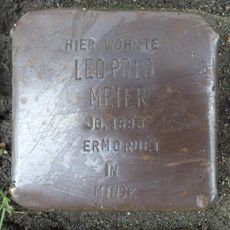 HIER WOHNTE
LEOPOLD
MEIER
JG. 1893
ERMORDET
IN
MINSK